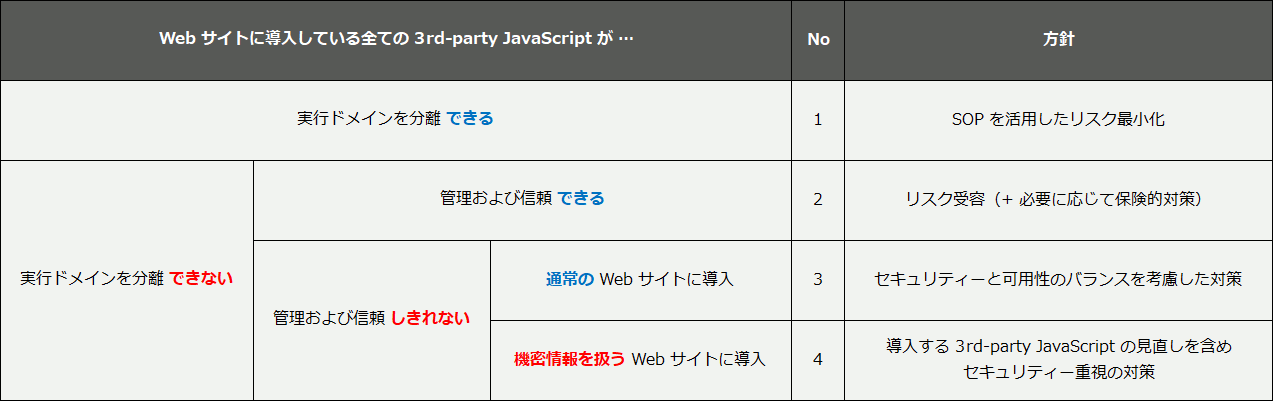 Web サイトに導入している全ての 3rd-party JavaScript が …
No
方針
実行ドメインを分離 できる
1
SOP を活用したリスク最小化
実行ドメインを分離 できない
管理および信頼 できる
2
リスク受容（+ 必要に応じて保険的対策）
管理および信頼 しきれない
通常の Web サイトに導入
3
セキュリティーと可用性のバランスを考慮した対策
機密情報を扱う Web サイトに導入
4
導入する 3rd-party JavaScript の見直しを含め
セキュリティー重視の対策